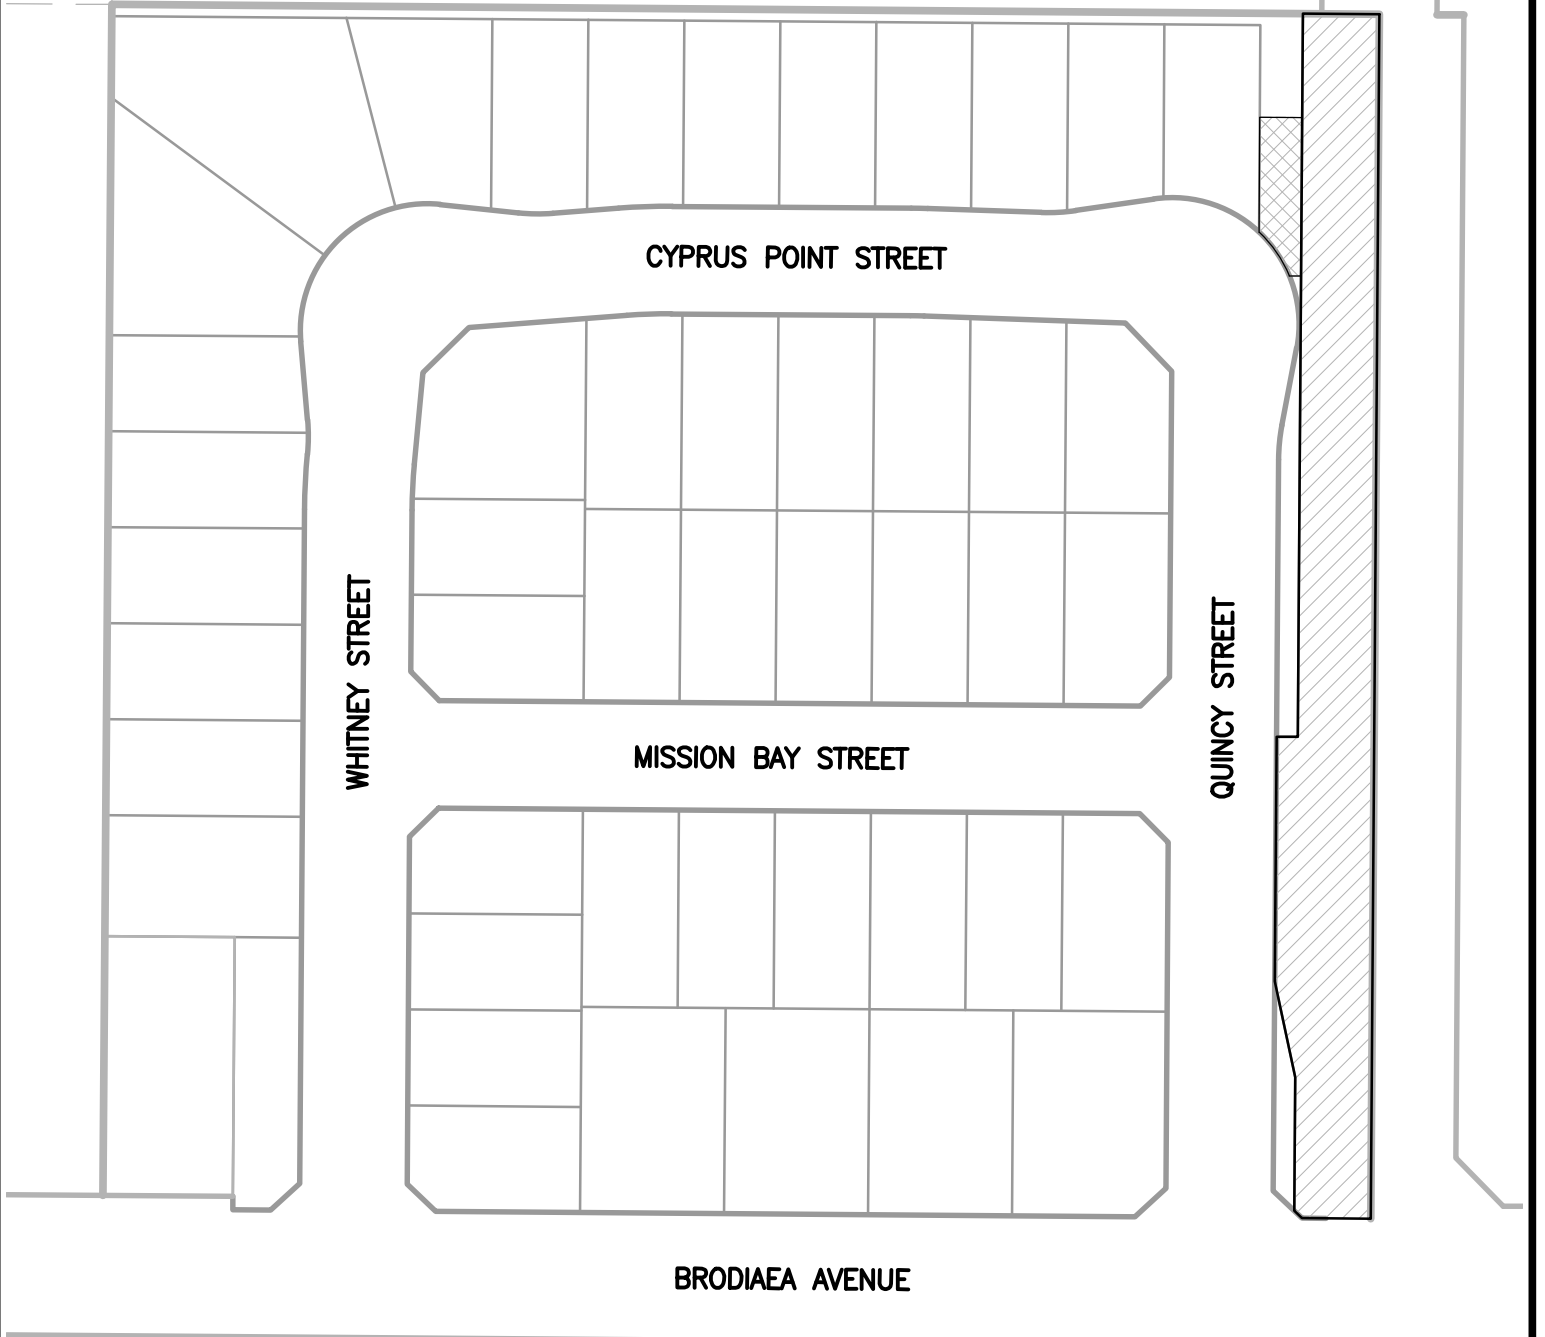 CYPRUS POINT STREET
WHITNEY STREET
QUINCY STREET
MISSION BAY STREET
BRODIAEA AVENUE